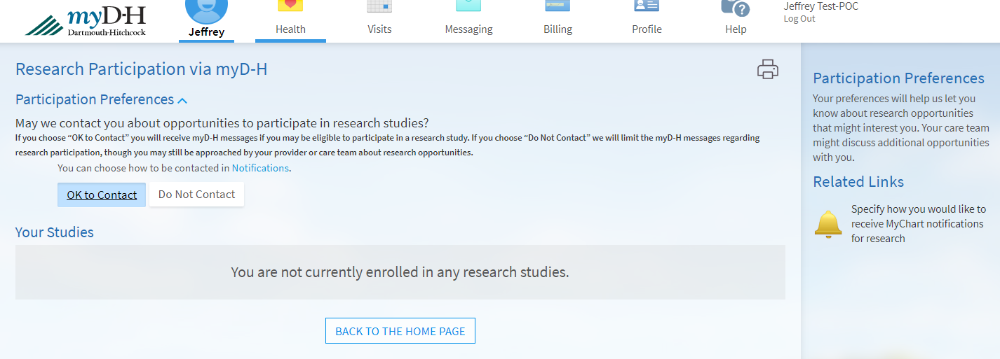 myD-H
Dartmouth-Hitchcock
Jeffrey
Health
Visits
Messaging
Billing
Profile
Help
Jeffrey Test-POC
Log Out
Research Participation via myD-H
Participation Preferences
May we contact you about opportunities to participate in research studies?
If you choose “OK to Contact” you will receive myD-H messages if you may be eligible to participate in a research study. If you choose “Do Not Contact” we will limit the myD-H messages regarding
research participation, though you may still be approached by your provider or care team about research opportunities.
You can choose how to be contacted in Notifications.
OK to Contact
Do Not Contact
Your Studies
You are not currently enrolled in any research studies.
BACK TO THE HOME PAGE
Participation Preferences
Your preferences will help us let you
know about research opportunities
that might interest you. Your care team
might discuss additional opportunities
with you.
Related Links
Specify how you would like to
receive MyChart notifications
for research